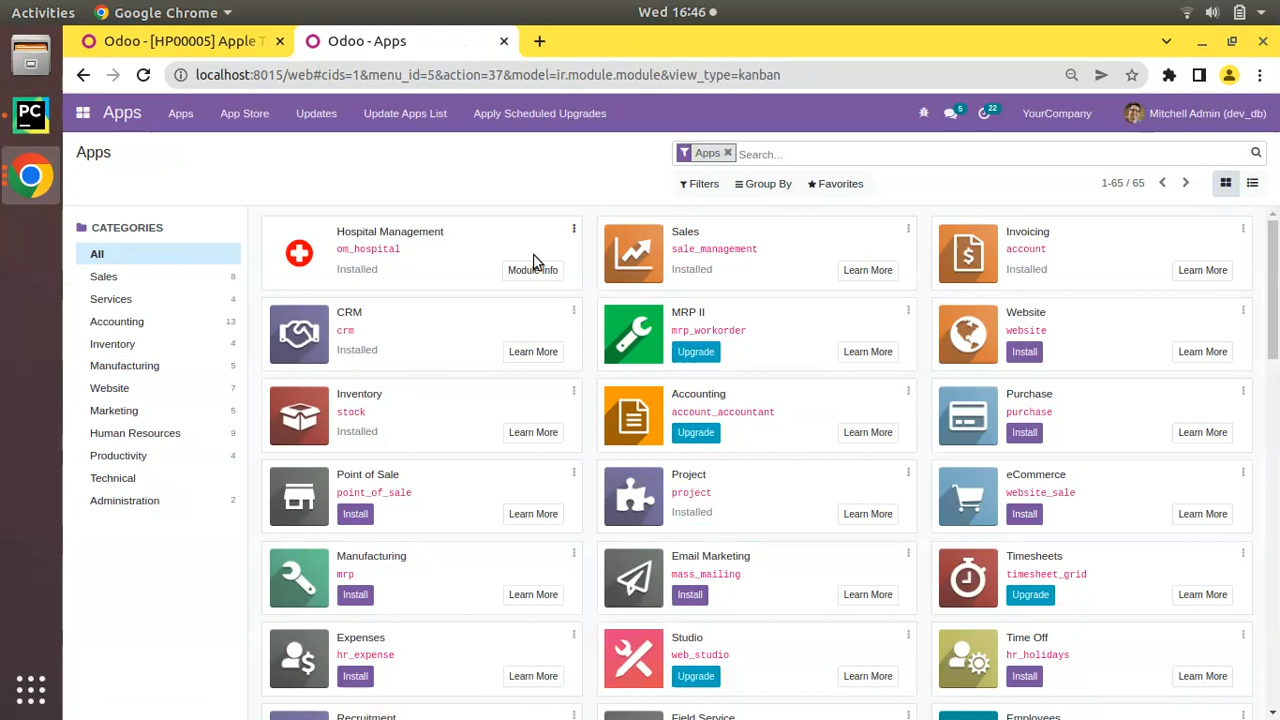 Activities
Google Chrome
Wed 16:46
Odoo - [HP00005] Apple T
Odoo - Apps
localhost:8015/web#cids=1&menu_id=5&action=37&model=ir.module.module&view_type=kanban
Apps
Apps
App Store
Updates
Update Apps List
Apply Scheduled Upgrades
5
22
YourCompany
Mitchell Admin (dev_db)
Apps
Apps
Search...
Filters
Group By
Favorites
1-65 / 65
CATEGORIES
All
Sales 8
Services 4
Accounting 13
Inventory 4
Manufacturing 5
Website 7
Marketing 5
Human Resources 9
Productivity 4
Technical
Administration 2
Hospital Management
om_hospital
Installed
Module Info
Sales
sale_management
Installed
Learn More
Invoicing
account
Installed
Learn More
CRM
crm
Installed
Learn More
MRP II
mrp_workorder
Upgrade
Learn More
Website
website
Install
Learn More
Inventory
stock
Installed
Learn More
Accounting
account_accountant
Upgrade
Learn More
Purchase
purchase
Install
Learn More
Point of Sale
point_of_sale
Install
Learn More
Project
project
Installed
Learn More
eCommerce
website_sale
Install
Learn More
Manufacturing
mrp
Install
Learn More
Email Marketing
mass_mailing
Install
Learn More
Timesheets
timesheet_grid
Upgrade
Learn More
Expenses
hr_expense
Install
Learn More
Studio
web_studio
Upgrade
Learn More
Time Off
hr_holidays
Install
Learn More
Recruitment
Field Service
Employees
PC